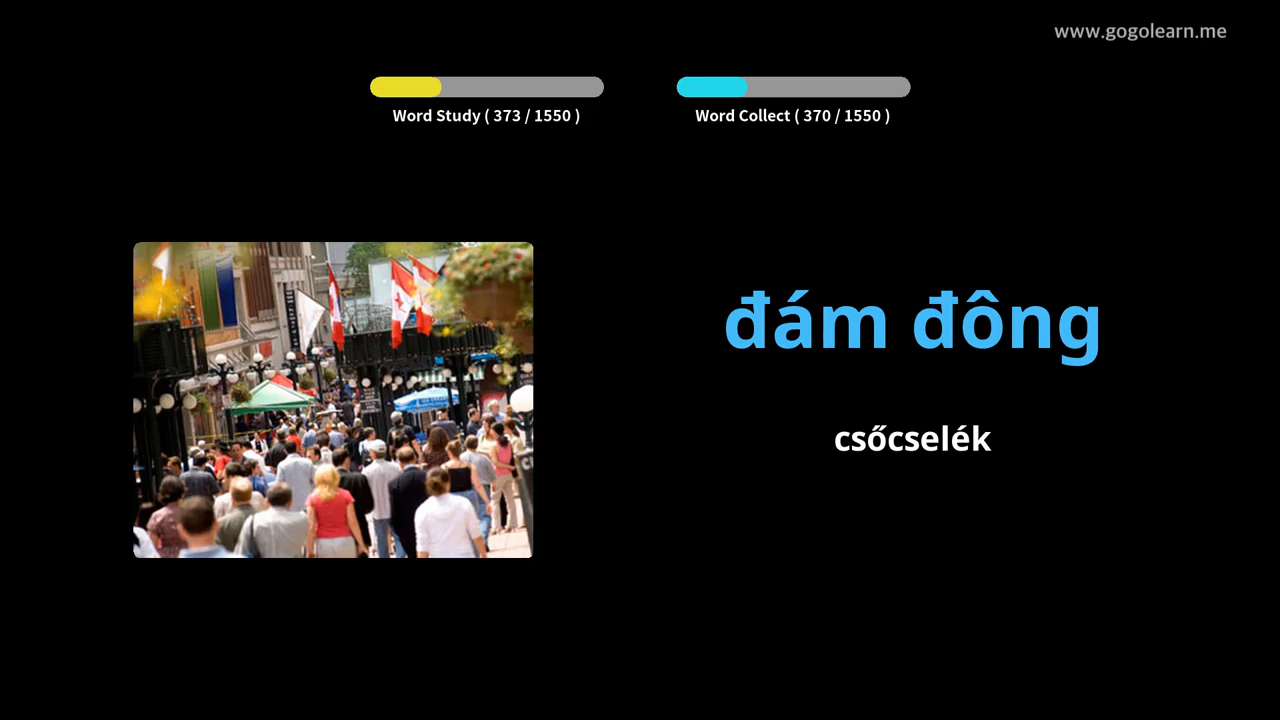 www.gogolearn.me
Word Study ( 373 / 1550 )
Word Collect ( 370 / 1550 )
đám đông
csőcselék